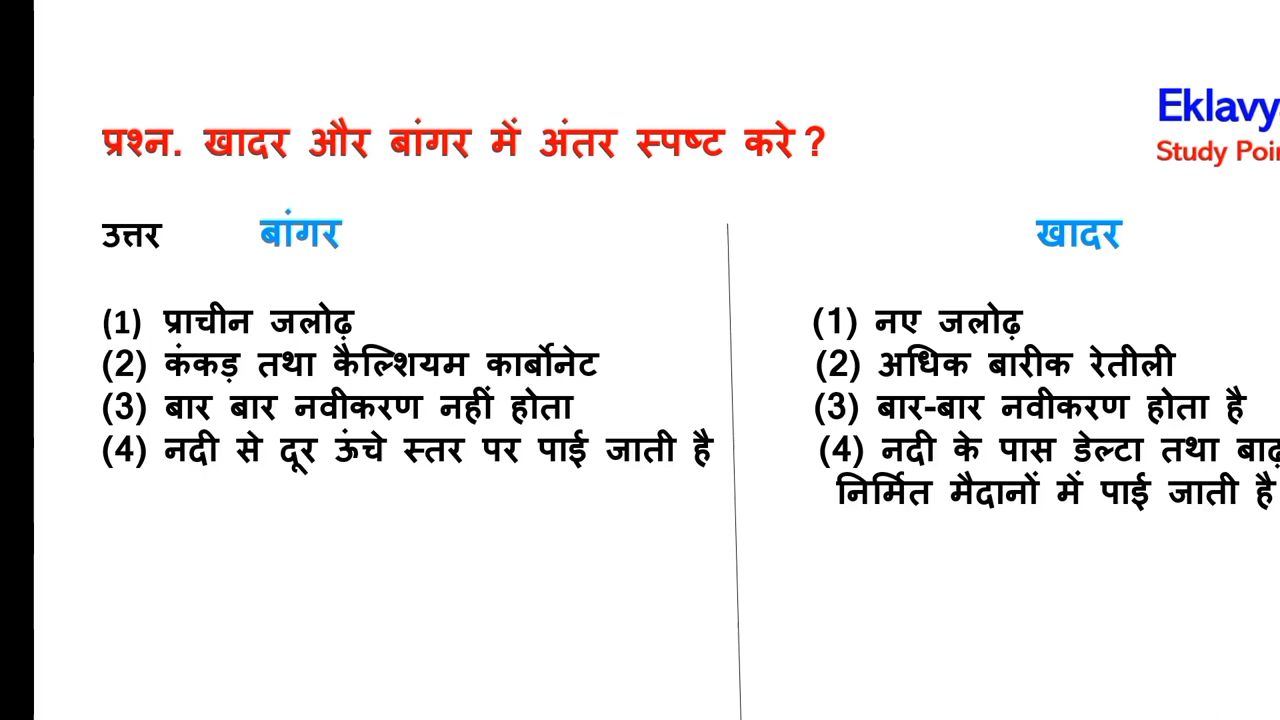 Eklavy
Study Poin
प्रश्न. खादर और बांगर में अंतर स्पष्ट करे ?
उत्तर बांगर
(1) प्राचीन जलोढ़
(2) कंकड़ तथा कैल्शियम कार्बोनेट
(3) बार बार नवीकरण नहीं होता
(4) नदी से दूर ऊंचे स्तर पर पाई जाती है
खादर
(1) नए जलोढ़
(2) अधिक बारीक रेतीली
(3) बार-बार नवीकरण होता है
(4) नदी के पास डेल्टा तथा बाढ़
निर्मित मैदानों में पाई जाती है